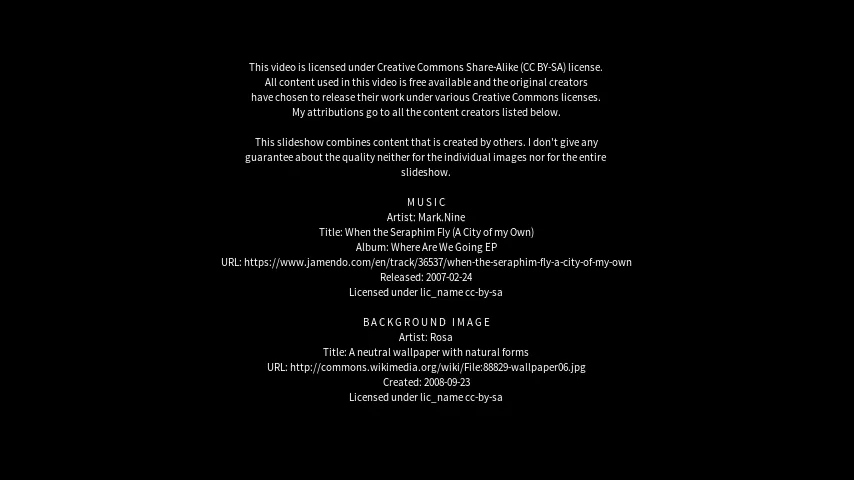 This video is licensed under Creative Commons Share-Alike (CC BY-SA) license.
All content used in this video is free available and the original creators
have chosen to release their work under various Creative Commons licenses.
My attributions go to all the content creators listed below.
This slideshow combines content that is created by others. I don't give any
guarantee about the quality neither for the individual images nor for the entire
slideshow.
MUSIC
Artist: Mark.Nine
Title: When the Seraphim Fly (A City of my Own)
Album: Where Are We Going EP
URL: https://www.jamendo.com/en/track/36537/when-the-seraphim-fly-a-city-of-my-own
Released: 2007-02-24
Licensed under lic_name cc-by-sa
BACKGROUND IMAGE
Artist: Rosa
Title: A neutral wallpaper with natural forms
URL: http://commons.wikimedia.org/wiki/File:88829-wallpaper06.jpg
Created: 2008-09-23
Licensed under lic_name cc-by-sa